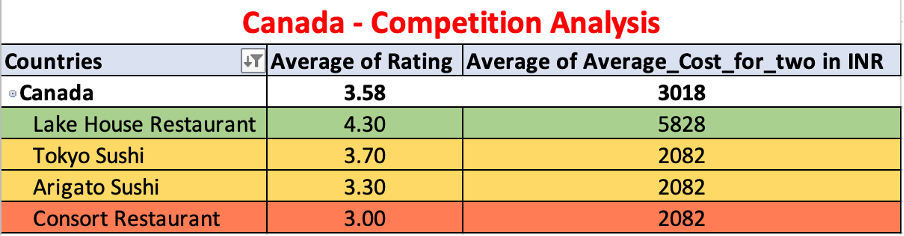 Canada - Competition Analysis
Countries Average of Rating Average of Average_Cost_for_two in INR
Canada 3.58 3018
Lake House Restaurant 4.30 5828
Tokyo Sushi 3.70 2082
Arigato Sushi 3.30 2082
Consort Restaurant 3.00 2082